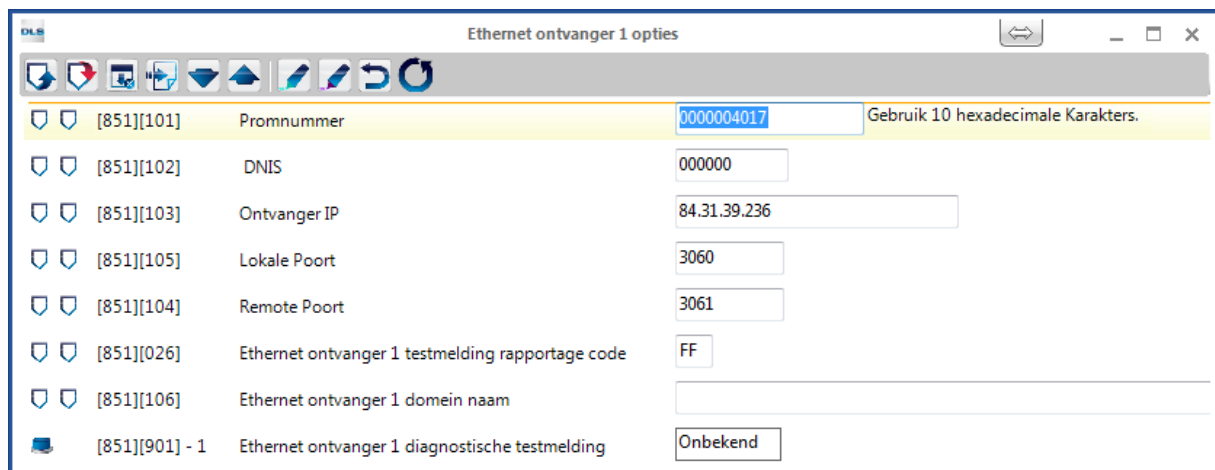 DLS
Ethernet ontvanger 1 opties
[851][101] Promnummer 0000004017 Gebruik 10 hexadecimale Karakters.
[851][102] DNIS 000000
[851][103] Ontvanger IP 84.31.39.236
[851][105] Lokale Poort 3060
[851][104] Remote Poort 3061
[851][026] Ethernet ontvanger 1 testmelding rapportage code FF
[851][106] Ethernet ontvanger 1 domein naam
[851][901] - 1 Ethernet ontvanger 1 diagnostische testmelding Onbekend